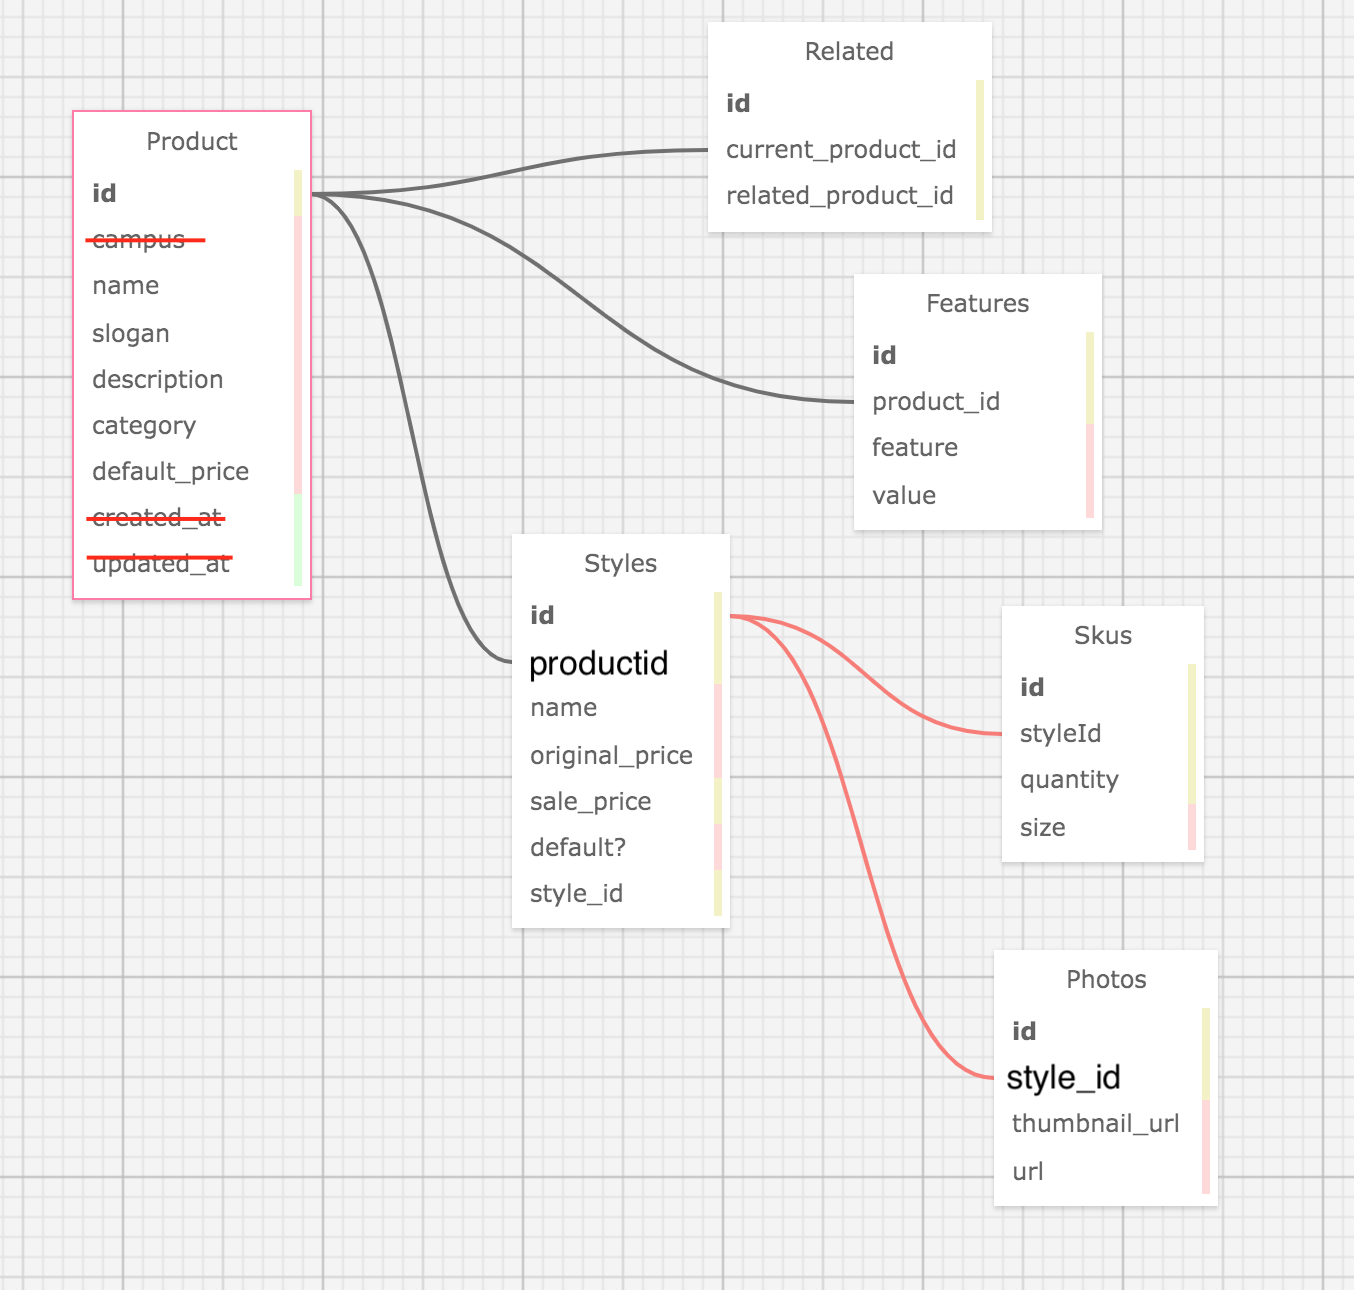 Product
id
campus
name
slogan
description
category
default_price
created_at
updated_at
Related
id
current_product_id
related_product_id
Features
id
product_id
feature
value
Styles
id
productid
name
original_price
sale_price
default?
style_id
Skus
id
styleId
quantity
size
Photos
id
style_id
thumbnail_url
url